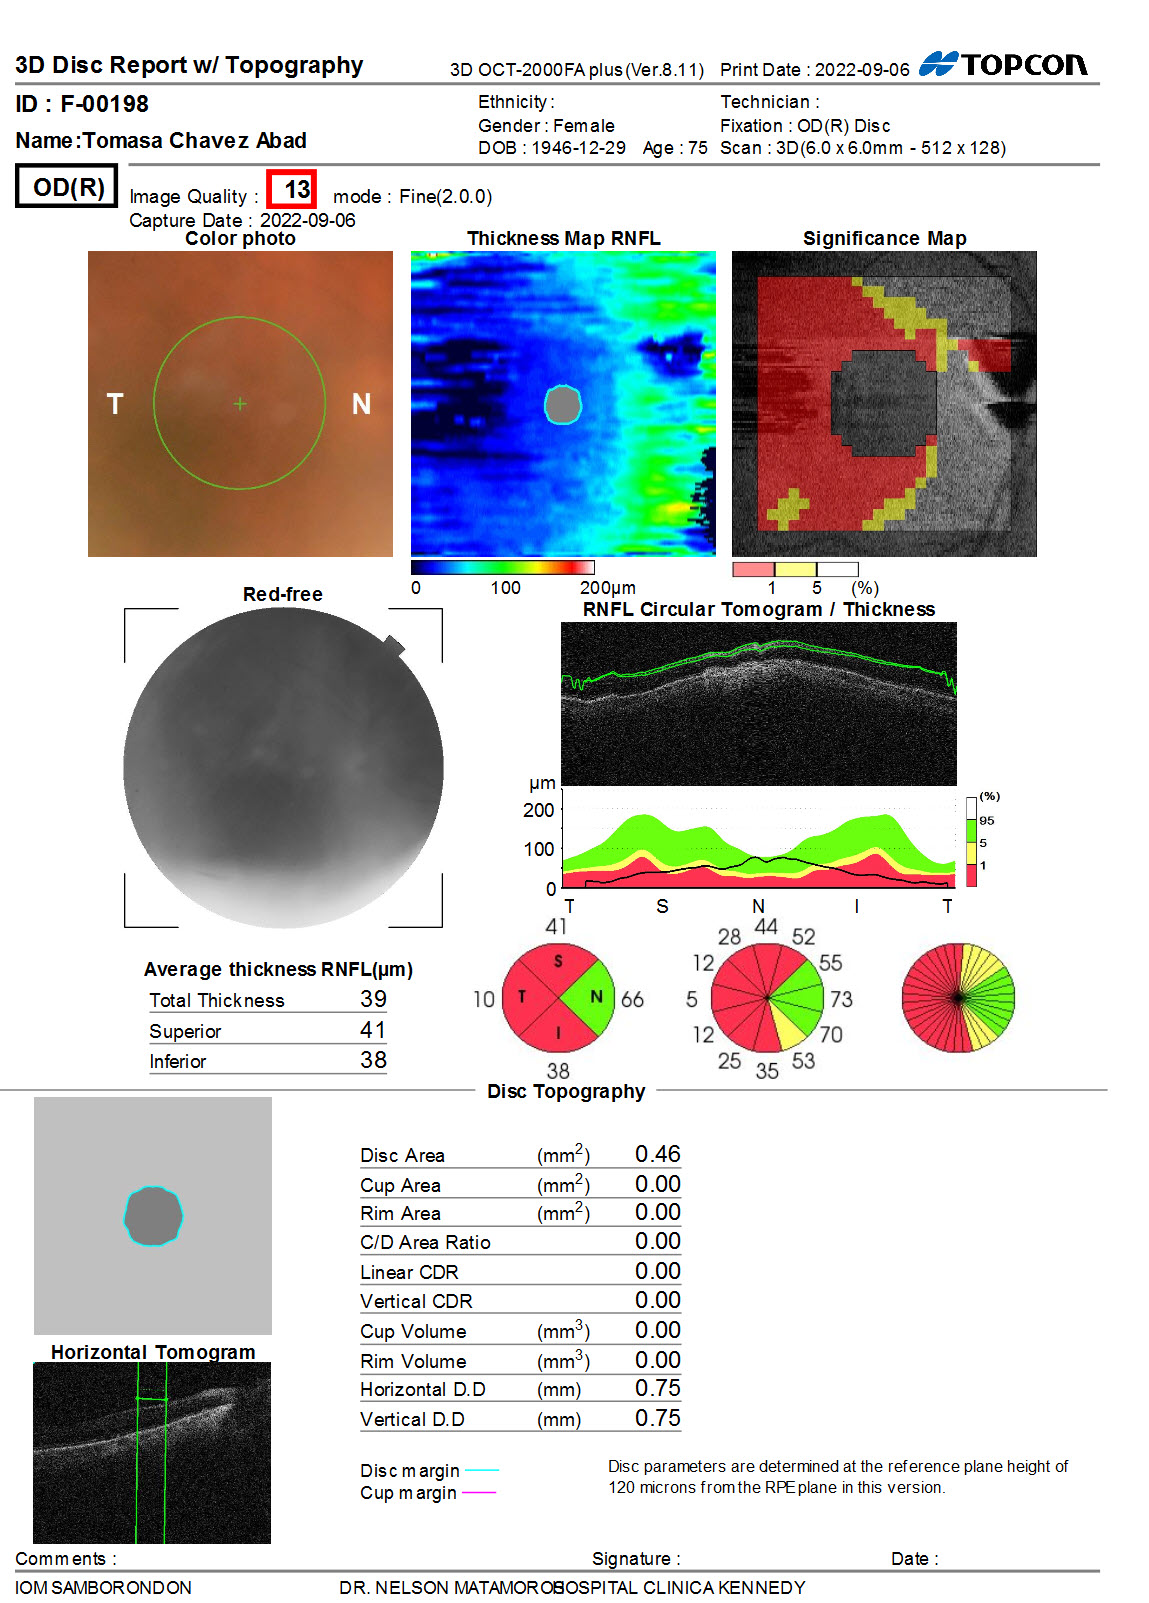 3D Disc Report w/ Topography
3D OCT-2000FA plus(Ver.8.11) Print Date : 2022-09-06 TOPCON
ID : F-00198
Ethnicity :
Technician :
Name:Tomasa Chavez Abad
Gender : Female
Fixation : OD(R) Disc
DOB : 1946-12-29 Age : 75 Scan : 3D(6.0 x 6.0mm - 512 x 128)
OD(R)
Image Quality : 13 mode : Fine(2.0.0)
Capture Date : 2022-09-06
Color photo
Thickness Map RNFL
Significance Map
T
N
0 100 200µm
1 5 (%)
Red-free
RNFL Circular Tomogram / Thickness
µm
200
100
0
T S N I T
(%)
95
5
1
Average thickness RNFL(µm)
Total Thickness 39
Superior 41
Inferior 38
41
S
10 T N 66
I
38
44
28 52
12 55
5 73
12 70
25 53
35
Disc Topography
Disc Area (mm2) 0.46
Cup Area (mm2) 0.00
Rim Area (mm2) 0.00
C/D Area Ratio 0.00
Linear CDR 0.00
Vertical CDR 0.00
Cup Volume (mm3) 0.00
Rim Volume (mm3) 0.00
Horizontal D.D (mm) 0.75
Vertical D.D (mm) 0.75
Horizontal Tomogram
Disc margin
Cup margin
Disc parameters are determined at the reference plane height of
120 microns from the RPE plane in this version.
Comments :
Signature :
Date :
IOM SAMBORONDON
DR. NELSON MATAMOROS
HOSPITAL CLINICA KENNEDY